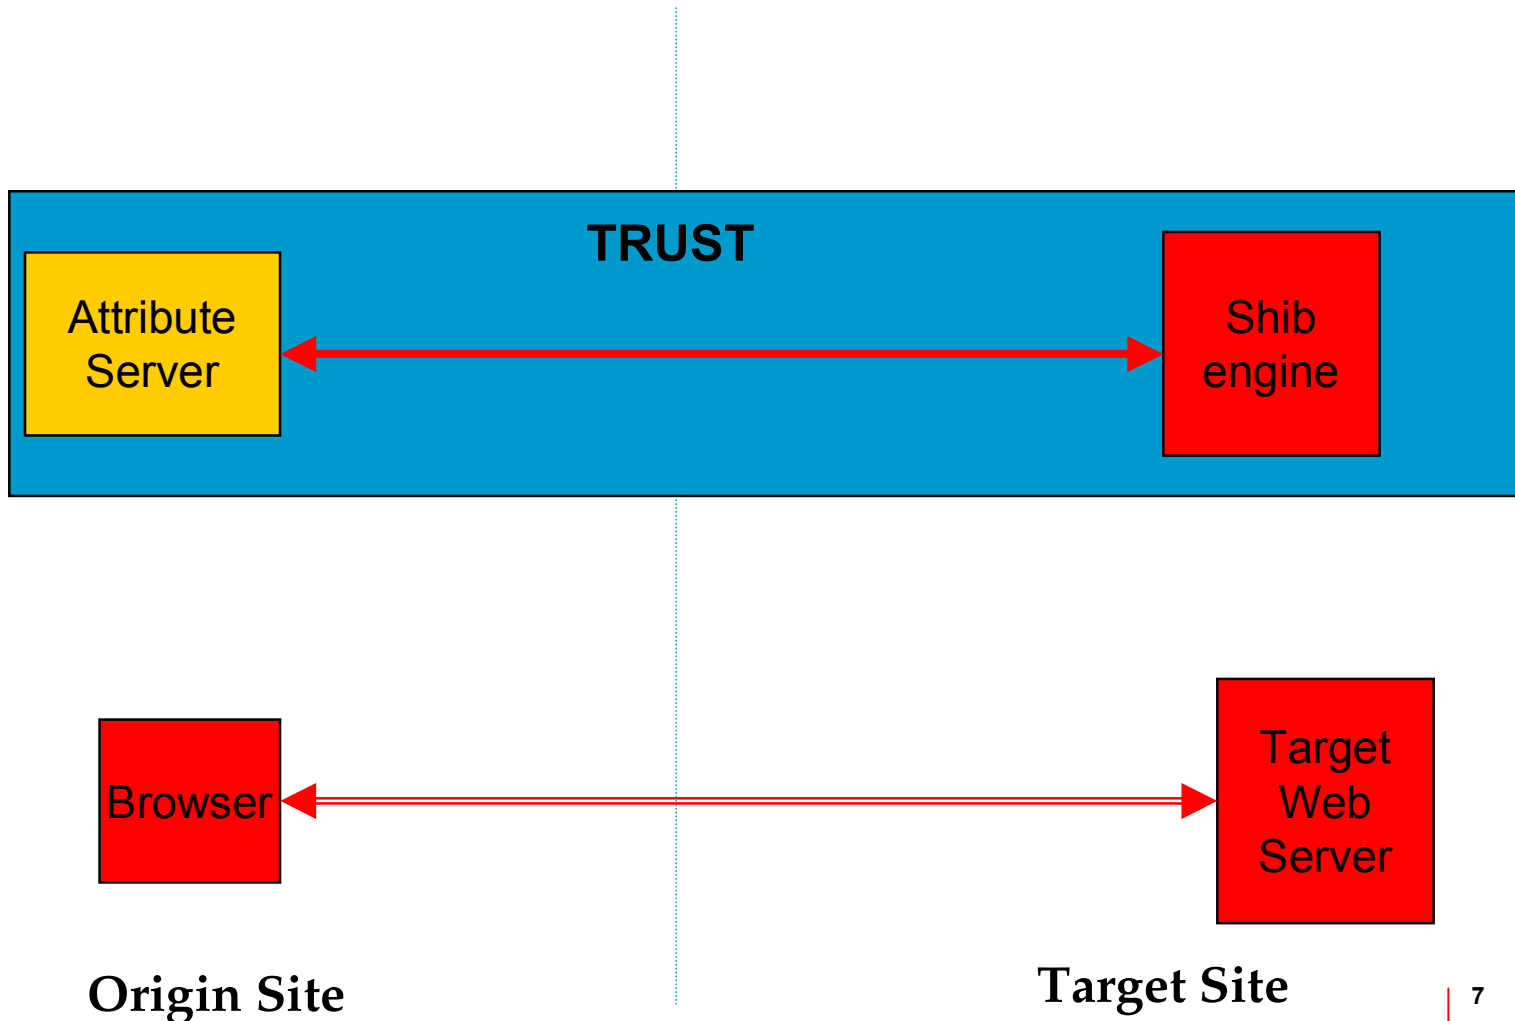 TRUST
Attribute
Server
Shib
engine
Browser
Target
Web
Server
Origin Site
Target Site
7